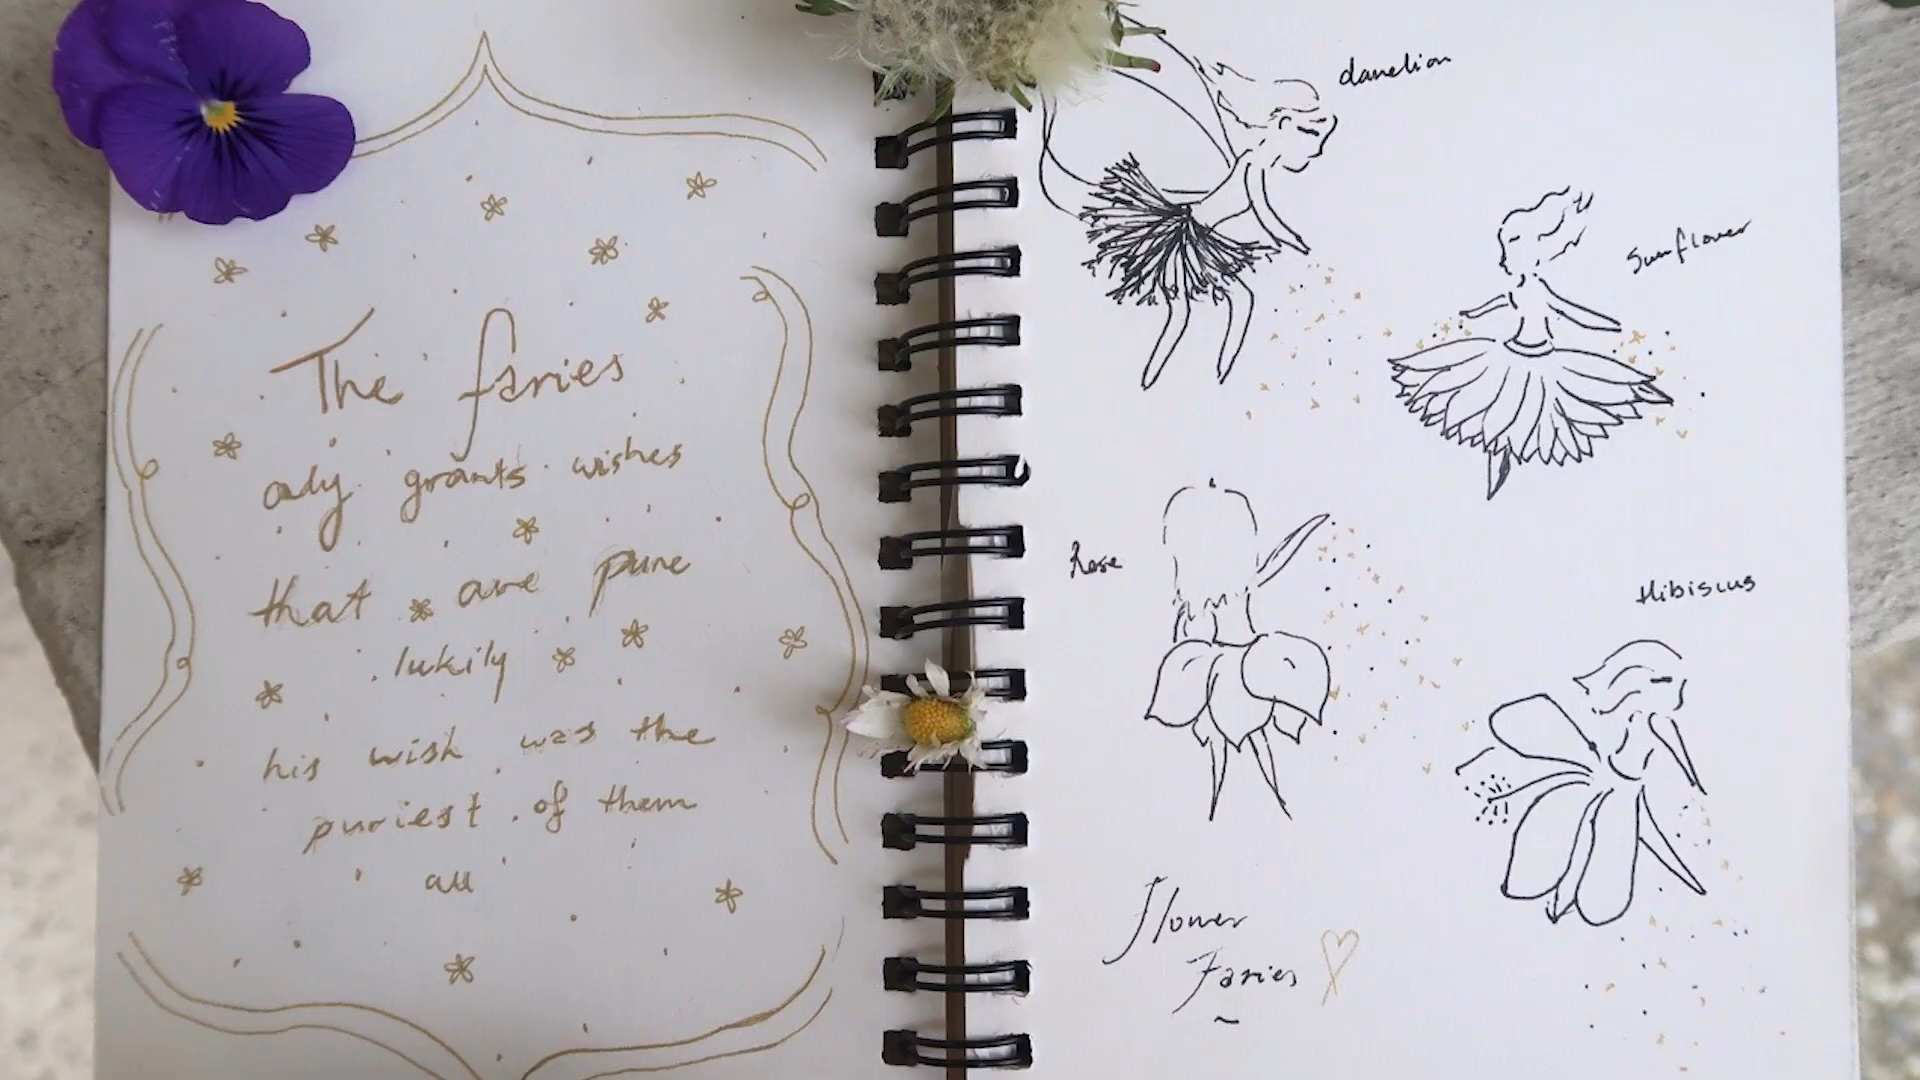 The faries
only grants wishes
that are pure
lukily
his wish was the
puriest of them
all
danelion
Sunflower
Rose
Hibiscus
Flower
Faries